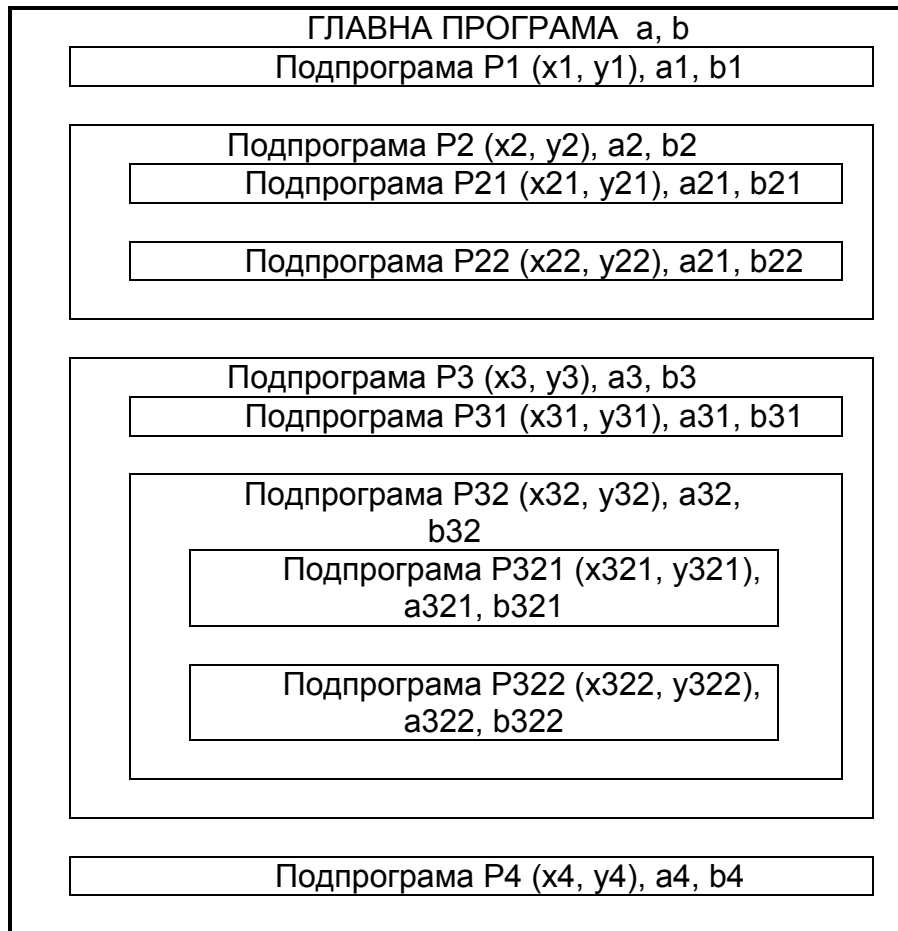 ГЛАВНА ПРОГРАМА a, b
Подпрограма P1 (x1, y1), a1, b1
Подпрограма P2 (x2, y2), a2, b2
Подпрограма P21 (x21, y21), a21, b21
Подпрограма P22 (x22, y22), a21, b22
Подпрограма P3 (x3, y3), a3, b3
Подпрограма P31 (x31, y31), a31, b31
Подпрограма P32 (x32, y32), a32,
b32
Подпрограма P321 (x321, y321),
a321, b321
Подпрограма P322 (x322, y322),
a322, b322
Подпрограма P4 (x4, y4), a4, b4